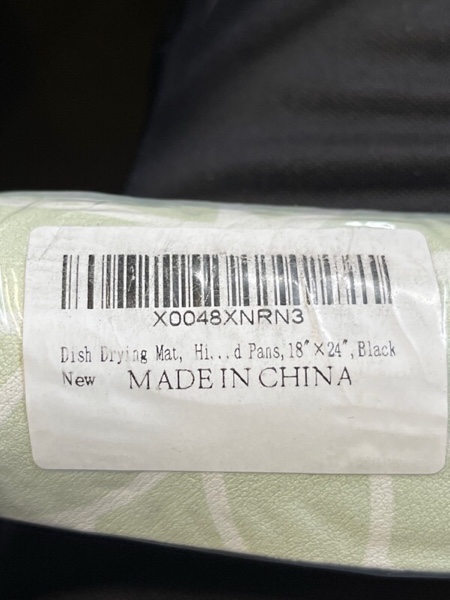 X0048XNRN3
Dish Drying Mat, Hi...d Pans,18"×24",Black
New MADE IN CHINA